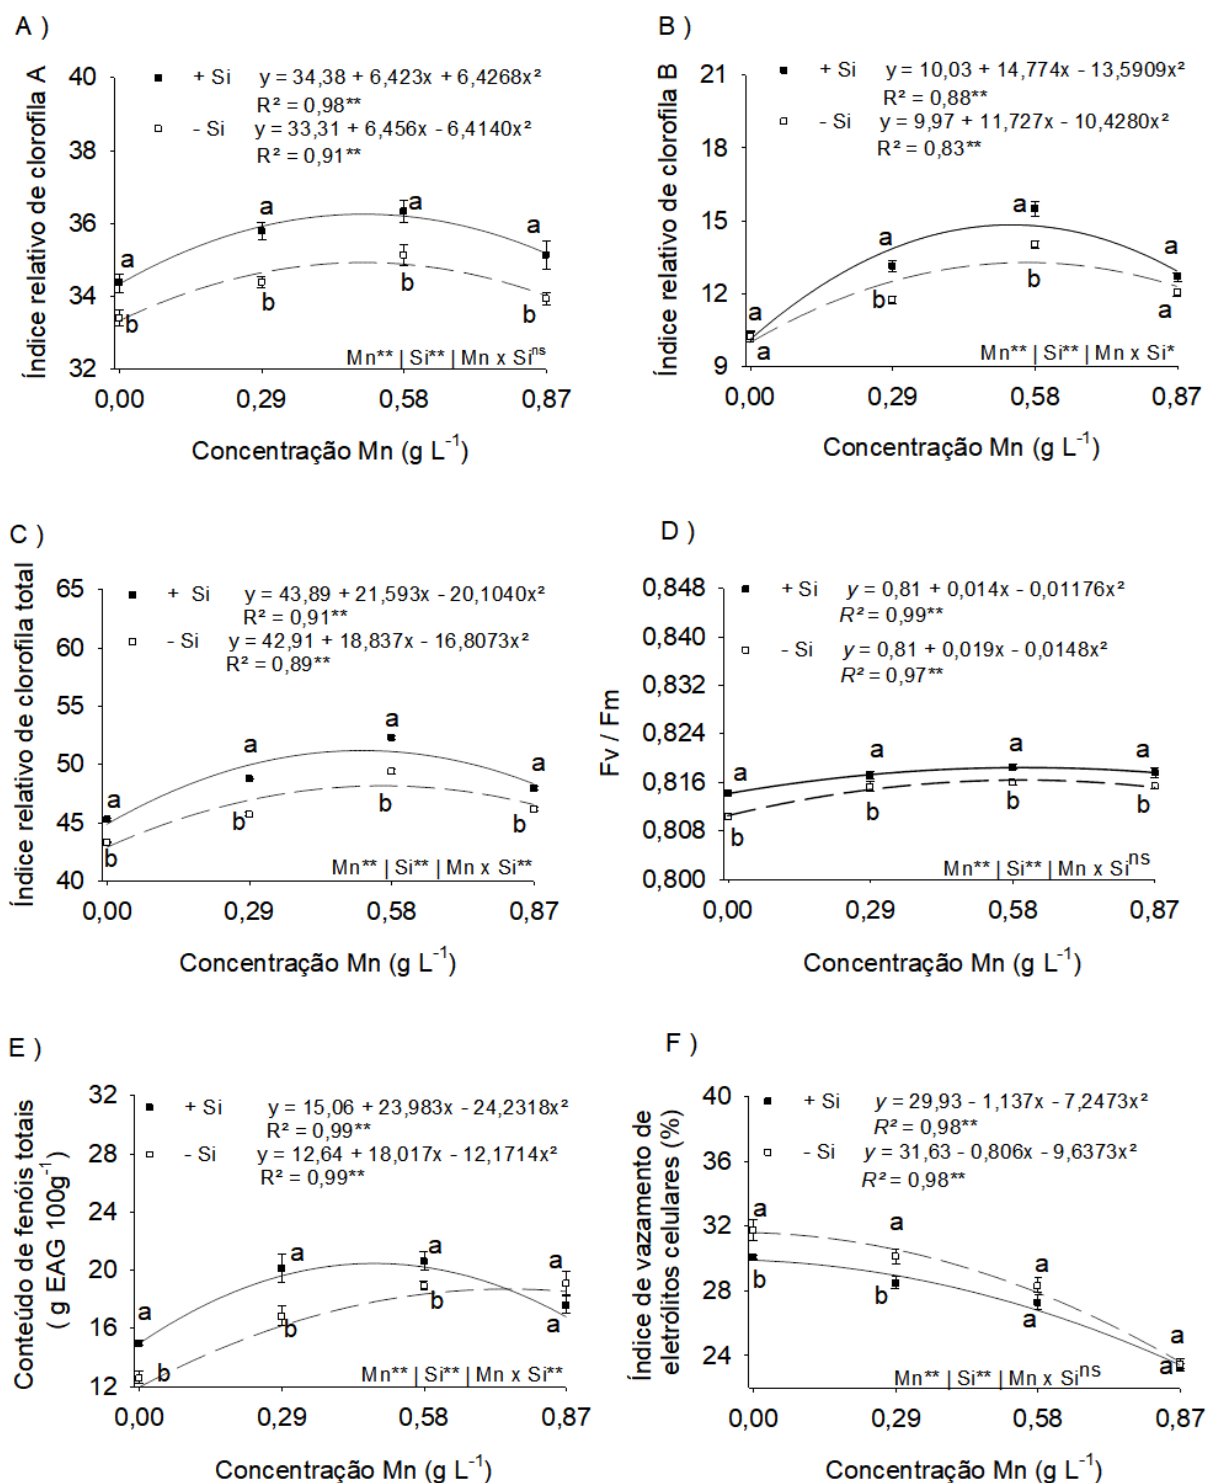 A )
Índice relativo de clorofila A
40
38
36
34
32
+ Si y = 34,38 + 6,423x + 6,4268x²
R² = 0,98**
- Si y = 33,31 + 6,456x - 6,4140x²
R² = 0,91**
a
a
a
a
b
b
b
b
Mn** | Si** | Mn x Siⁿˢ
0,00 0,29 0,58 0,87
Concentração Mn (g L⁻¹)
B )
Índice relativo de clorofila B
21
18
15
12
9
+ Si y = 10,03 + 14,774x - 13,5909x²
R² = 0,88**
- Si y = 9,97 + 11,727x - 10,4280x²
R² = 0,83**
a
a
a
a
a
b
b
a
Mn** | Si** | Mn x Si*
0,00 0,29 0,58 0,87
Concentração Mn (g L⁻¹)
C )
Índice relativo de clorofila total
65
60
55
50
45
40
+ Si y = 43,89 + 21,593x - 20,1040x²
R² = 0,91**
- Si y = 42,91 + 18,837x - 16,8073x²
R² = 0,89**
a
a
a
a
b
b
b
b
Mn** | Si** | Mn x Si**
0,00 0,29 0,58 0,87
Concentração Mn (g L⁻¹)
D )
Fv / Fm
0,848
0,840
0,832
0,824
0,816
0,808
0,800
+ Si y = 0,81 + 0,014x - 0,01176x²
R² = 0,99**
- Si y = 0,81 + 0,019x - 0,0148x²
R² = 0,97**
a
a
a
a
b
b
b
b
Mn** | Si** | Mn x Siⁿˢ
0,00 0,29 0,58 0,87
Concentração Mn (g L⁻¹)
E )
Conteúdo de fenóis totais
( g EAG 100g⁻¹)
32
28
24
20
16
12
+ Si y = 15,06 + 23,983x - 24,2318x²
R² = 0,99**
- Si y = 12,64 + 18,017x - 12,1714x²
R² = 0,99**
a
a
a
a
b
b
b
a
Mn** | Si** | Mn x Si**
0,00 0,29 0,58 0,87
Concentração Mn (g L⁻¹)
F )
Índice de vazamento de
eletrólitos celulares (%)
40
36
32
28
24
+ Si y = 29,93 - 1,137x - 7,2473x²
R² = 0,98**
- Si y = 31,63 - 0,806x - 9,6373x²
R² = 0,98**
a
a
a
a
b
b
a
a
Mn** | Si** | Mn x Siⁿˢ
0,00 0,29 0,58 0,87
Concentração Mn (g L⁻¹)